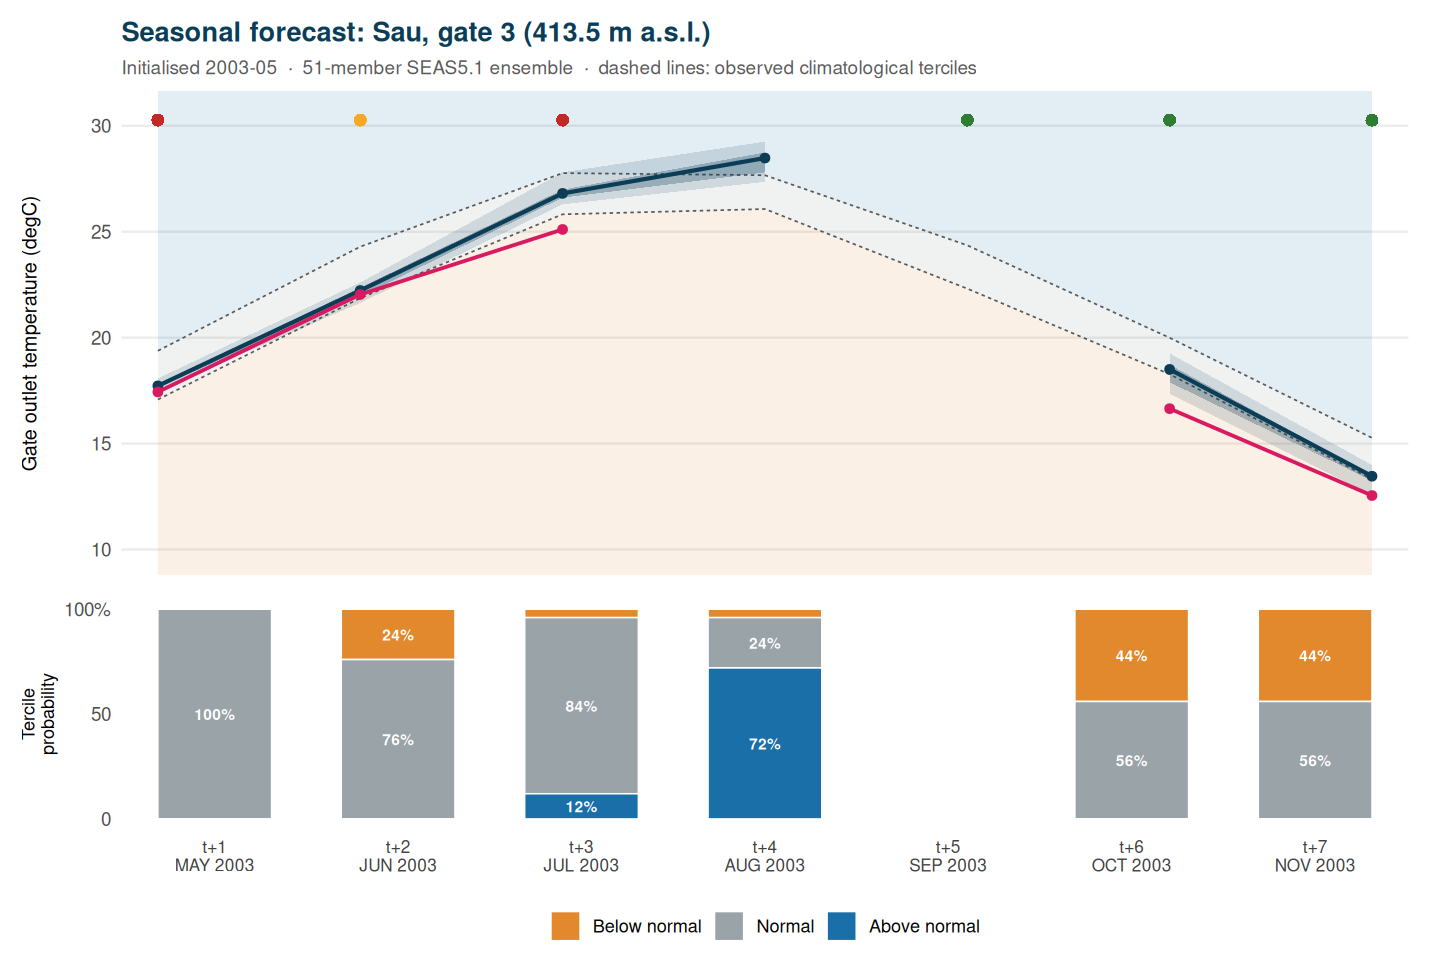 Seasonal forecast: Sau, gate 3 (413.5 m a.s.l.)
Initialised 2003-05 · 51-member SEAS5.1 ensemble · dashed lines: observed climatological terciles
Gate outlet temperature (degC)
30
25
20
15
10
Tercile
probability
100%
50
0
100%
24%
76%
84%
12%
24%
72%
44%
56%
44%
56%
t+1
MAY 2003
t+2
JUN 2003
t+3
JUL 2003
t+4
AUG 2003
t+5
SEP 2003
t+6
OCT 2003
t+7
NOV 2003
Below normal
Normal
Above normal